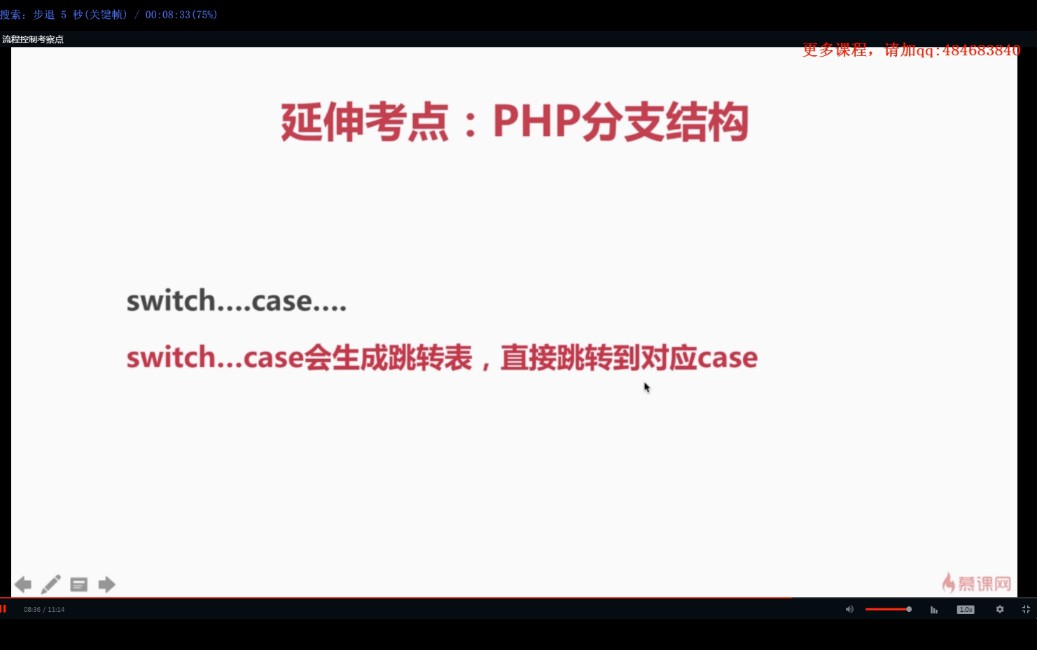 搜索: 步退 5 秒(关键帧) / 00:08:33(75%)
流程控制考察点
更多课程，请加qq:484683840
延伸考点：PHP分支结构
switch....case....
switch...case会生成跳转表，直接跳转到对应case
慕课网
08:36 / 11:14
1.0x